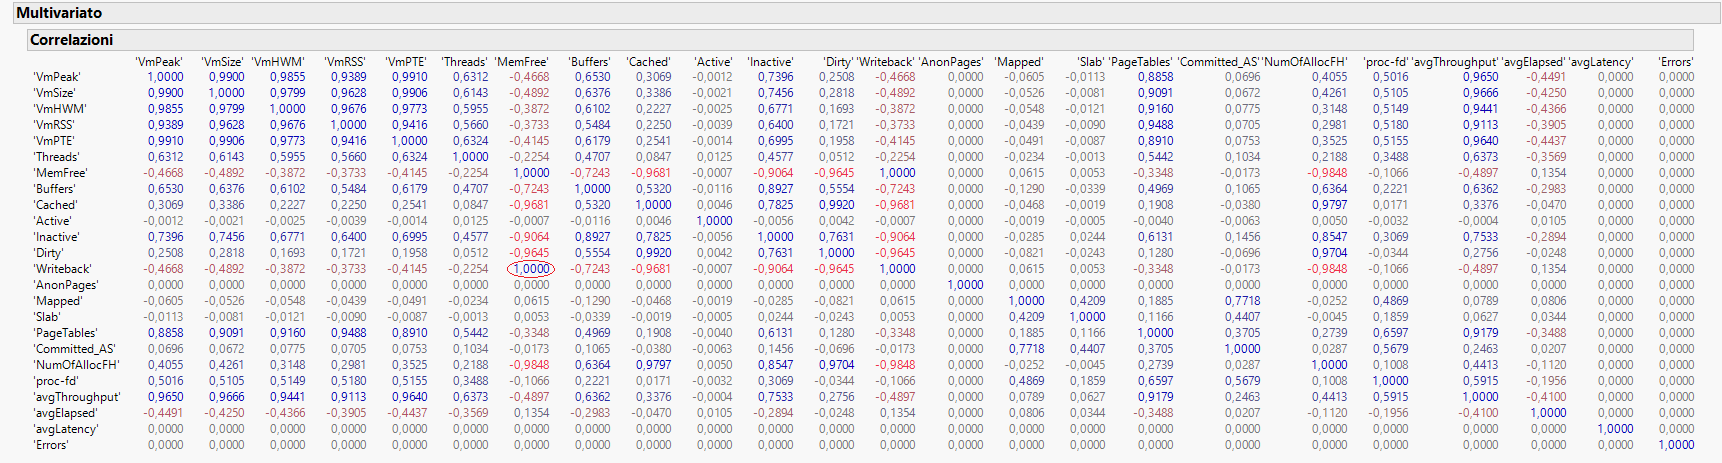 Multivariato
Correlazioni
'VmPeak' 'VmSize' 'VmHWM' 'VmRSS' 'VmPTE' 'Threads' 'MemFree' 'Buffers' 'Cached' 'Active' 'Inactive' 'Dirty' 'Writeback' 'AnonPages' 'Mapped' 'Slab' 'PageTables' 'Committed_AS' 'NumOfAllocFH' 'proc-fd' 'avgThroughput' 'avgElapsed' 'avgLatency' 'Errors'
'VmPeak' 1,0000 0,9900 0,9855 0,9389 0,9910 0,6312 -0,4668 0,6530 0,3069 -0,0012 0,7396 0,2508 -0,4668 0,0000 -0,0605 -0,0113 0,8858 0,0696 0,4055 0,5016 0,9650 -0,4491 0,0000 0,0000
'VmSize' 0,9900 1,0000 0,9799 0,9628 0,9906 0,6143 -0,4892 0,6376 0,3386 -0,0021 0,7456 0,2818 -0,4892 0,0000 -0,0526 -0,0081 0,9091 0,0672 0,4261 0,5105 0,9666 -0,4250 0,0000 0,0000
'VmHWM' 0,9855 0,9799 1,0000 0,9676 0,9773 0,5955 -0,3872 0,6102 0,2227 -0,0025 0,6771 0,1693 -0,3872 0,0000 -0,0548 -0,0121 0,9160 0,0775 0,3148 0,5149 0,9441 -0,4366 0,0000 0,0000
'VmRSS' 0,9389 0,9628 0,9676 1,0000 0,9416 0,5660 -0,3733 0,5484 0,2250 -0,0039 0,6400 0,1721 -0,3733 0,0000 -0,0439 -0,0090 0,9488 0,0705 0,2981 0,5180 0,9113 -0,3905 0,0000 0,0000
'VmPTE' 0,9910 0,9906 0,9773 0,9416 1,0000 0,6324 -0,4145 0,6179 0,2541 -0,0014 0,6995 0,1958 -0,4145 0,0000 -0,0491 -0,0087 0,8910 0,0753 0,3525 0,5155 0,9640 -0,4437 0,0000 0,0000
'Threads' 0,6312 0,6143 0,5955 0,5660 0,6324 1,0000 -0,2254 0,4707 0,0847 0,0125 0,4577 0,0512 -0,2254 0,0000 -0,0234 -0,0013 0,5442 0,1034 0,2188 0,3488 0,6373 -0,3569 0,0000 0,0000
'MemFree' -0,4668 -0,4892 -0,3872 -0,3733 -0,4145 -0,2254 1,0000 -0,7243 -0,9681 -0,0007 -0,9064 -0,9645 1,0000 0,0000 0,0615 0,0053 -0,3348 -0,0173 -0,9848 -0,1066 -0,4897 0,1354 0,0000 0,0000
'Buffers' 0,6530 0,6376 0,6102 0,5484 0,6179 0,4707 -0,7243 1,0000 0,5320 -0,0116 0,8927 0,5554 -0,7243 0,0000 -0,1290 -0,0339 0,4969 0,1065 0,6364 0,2221 0,6362 -0,2983 0,0000 0,0000
'Cached' 0,3069 0,3386 0,2227 0,2250 0,2541 0,0847 -0,9681 0,5320 1,0000 0,0046 0,7825 0,9920 -0,9681 0,0000 -0,0468 -0,0019 0,1908 -0,0380 0,9797 0,0171 0,3376 -0,0470 0,0000 0,0000
'Active' -0,0012 -0,0021 -0,0025 -0,0039 -0,0014 0,0125 -0,0007 -0,0116 0,0046 1,0000 -0,0056 0,0042 -0,0007 0,0000 -0,0019 -0,0005 -0,0040 -0,0063 0,0050 -0,0032 -0,0004 0,0105 0,0000 0,0000
'Inactive' 0,7396 0,7456 0,6771 0,6400 0,6995 0,4577 -0,9064 0,8927 0,7825 -0,0056 1,0000 0,7631 -0,9064 0,0000 -0,0285 0,0244 0,6131 0,1456 0,8547 0,3069 0,7533 -0,2894 0,0000 0,0000
'Dirty' 0,2508 0,2818 0,1693 0,1721 0,1958 0,0512 -0,9645 0,5554 0,9920 0,0042 0,7631 1,0000 -0,9645 0,0000 -0,0821 -0,0243 0,1280 -0,0696 0,9704 -0,0344 0,2756 -0,0248 0,0000 0,0000
'Writeback' -0,4668 -0,4892 -0,3872 -0,3733 -0,4145 -0,2254 1,0000 -0,7243 -0,9681 -0,0007 -0,9064 -0,9645 1,0000 0,0000 0,0615 0,0053 -0,3348 -0,0173 -0,9848 -0,1066 -0,4897 0,1354 0,0000 0,0000
'AnonPages' 0,0000 0,0000 0,0000 0,0000 0,0000 0,0000 0,0000 0,0000 0,0000 0,0000 0,0000 0,0000 0,0000 1,0000 0,0000 0,0000 0,0000 0,0000 0,0000 0,0000 0,0000 0,0000 0,0000 0,0000
'Mapped' -0,0605 -0,0526 -0,0548 -0,0439 -0,0491 -0,0234 0,0615 -0,1290 -0,0468 -0,0019 -0,0285 -0,0821 0,0615 0,0000 1,0000 0,4209 0,1885 0,7718 -0,0252 0,4869 0,0789 0,0806 0,0000 0,0000
'Slab' -0,0113 -0,0081 -0,0121 -0,0090 -0,0087 -0,0013 0,0053 -0,0339 -0,0019 -0,0005 0,0244 -0,0243 0,0053 0,0000 0,4209 1,0000 0,1166 0,4407 -0,0045 0,1859 0,0627 0,0344 0,0000 0,0000
'PageTables' 0,8858 0,9091 0,9160 0,9488 0,8910 0,5442 -0,3348 0,4969 0,1908 -0,0040 0,6131 0,1280 -0,3348 0,0000 0,1885 0,1166 1,0000 0,3705 0,2739 0,6597 0,9179 -0,3488 0,0000 0,0000
'Committed_AS' 0,0696 0,0672 0,0775 0,0705 0,0753 0,1034 -0,0173 0,1065 -0,0380 -0,0063 0,1456 -0,0696 -0,0173 0,0000 0,7718 0,4407 0,3705 1,0000 0,0287 0,5679 0,2463 0,0207 0,0000 0,0000
'NumOfAllocFH' 0,4055 0,4261 0,3148 0,2981 0,3525 0,2188 -0,9848 0,6364 0,9797 0,0050 0,8547 0,9704 -0,9848 0,0000 -0,0252 -0,0045 0,2739 0,0287 1,0000 0,1008 0,4413 -0,1120 0,0000 0,0000
'proc-fd' 0,5016 0,5105 0,5149 0,5180 0,5155 0,3488 -0,1066 0,2221 0,0171 -0,0032 0,3069 -0,0344 -0,1066 0,0000 0,4869 0,1859 0,6597 0,5679 0,1008 1,0000 0,5915 -0,1956 0,0000 0,0000
'avgThroughput' 0,9650 0,9666 0,9441 0,9113 0,9640 0,6373 -0,4897 0,6362 0,3376 -0,0004 0,7533 0,2756 -0,4897 0,0000 0,0789 0,0627 0,9179 0,2463 0,4413 0,5915 1,0000 -0,4100 0,0000 0,0000
'avgElapsed' -0,4491 -0,4250 -0,4366 -0,3905 -0,4437 -0,3569 0,1354 -0,2983 -0,0470 0,0105 -0,2894 -0,0248 0,1354 0,0000 0,0806 0,0344 -0,3488 0,0207 -0,1120 -0,1956 -0,4100 1,0000 0,0000 0,0000
'avgLatency' 0,0000 0,0000 0,0000 0,0000 0,0000 0,0000 0,0000 0,0000 0,0000 0,0000 0,0000 0,0000 0,0000 0,0000 0,0000 0,0000 0,0000 0,0000 0,0000 0,0000 0,0000 0,0000 1,0000 0,0000
'Errors' 0,0000 0,0000 0,0000 0,0000 0,0000 0,0000 0,0000 0,0000 0,0000 0,0000 0,0000 0,0000 0,0000 0,0000 0,0000 0,0000 0,0000 0,0000 0,0000 0,0000 0,0000 0,0000 0,0000 1,0000